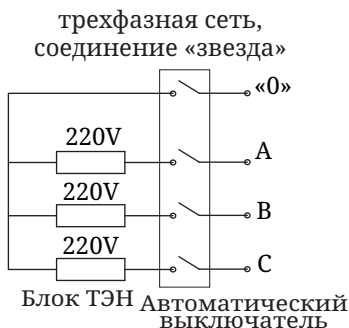 трехфазная сеть,
соединение «звезда»
«0»
220V
A
220V
B
220V
C
Блок ТЭН
Автоматический
выключатель